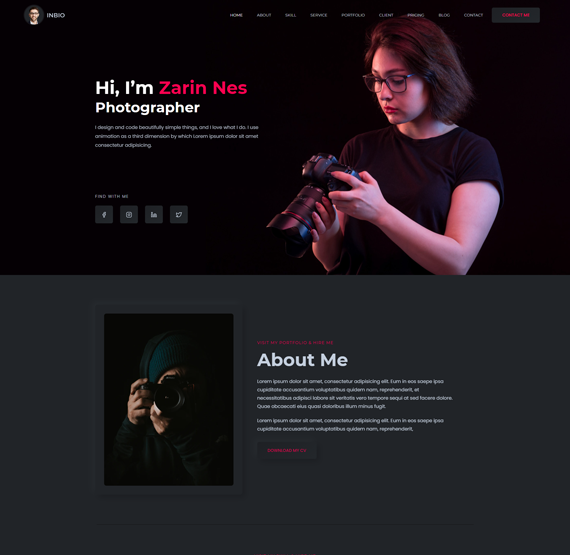 INBIO
HOME ABOUT SKILL SERVICE PORTFOLIO CLIENT PRICING BLOG CONTACT CONTACT ME
Hi, I'm Zarin Nes
Photographer
I design and code beautifully simple things, and I love what I do. I use
animation as a third dimension by which Lorem ipsum dolor sit amet
consectetur adipisicing.
FIND WITH ME
VISIT MY PORTFOLIO & HIRE ME
About Me
Lorem ipsum dolor sit amet, consectetur adipisicing elit. Eum in eos saepe ipsa
cupiditate accusantium voluptatibus quidem nam, reprehenderit, et
necessitatibus adipisci labore sit veritatis vero tempore sequi at sed facere dolore.
Quae obcaecati eius quasi doloribus illum minus fugit.
Lorem ipsum dolor sit amet, consectetur adipisicing elit. Eum in eos saepe ipsa
cupiditate accusantium voluptatibus quidem nam, reprehenderit,
DOWNLOAD MY CV